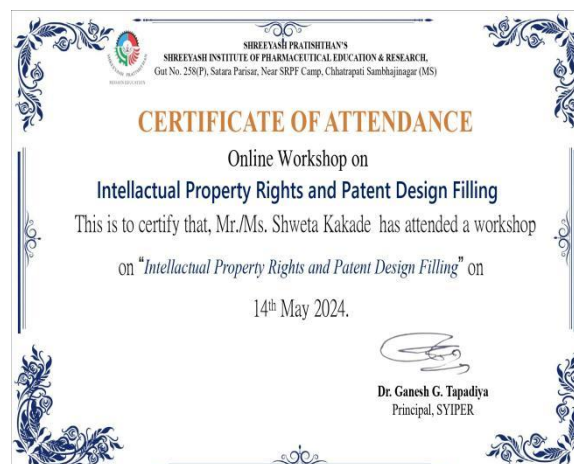 SHREEYASH PRATISHTHAN'S
SHREEYASH INSTITUTE OF PHARMACEUTICAL EDUCATION & RESEARCH,
Gut No. 258(P), Satara Parisar, Near SRPF Camp, Chhatrapati Sambhajinagar (MS)
CERTIFICATE OF ATTENDANCE
Online Workshop on
Intellactual Property Rights and Patent Design Filling
This is to certify that, Mr./Ms. Shweta Kakade has attended a workshop
on "Intellactual Property Rights and Patent Design Filling" on
14th May 2024.
Dr. Ganesh G. Tapadiya
Principal, SYIPER